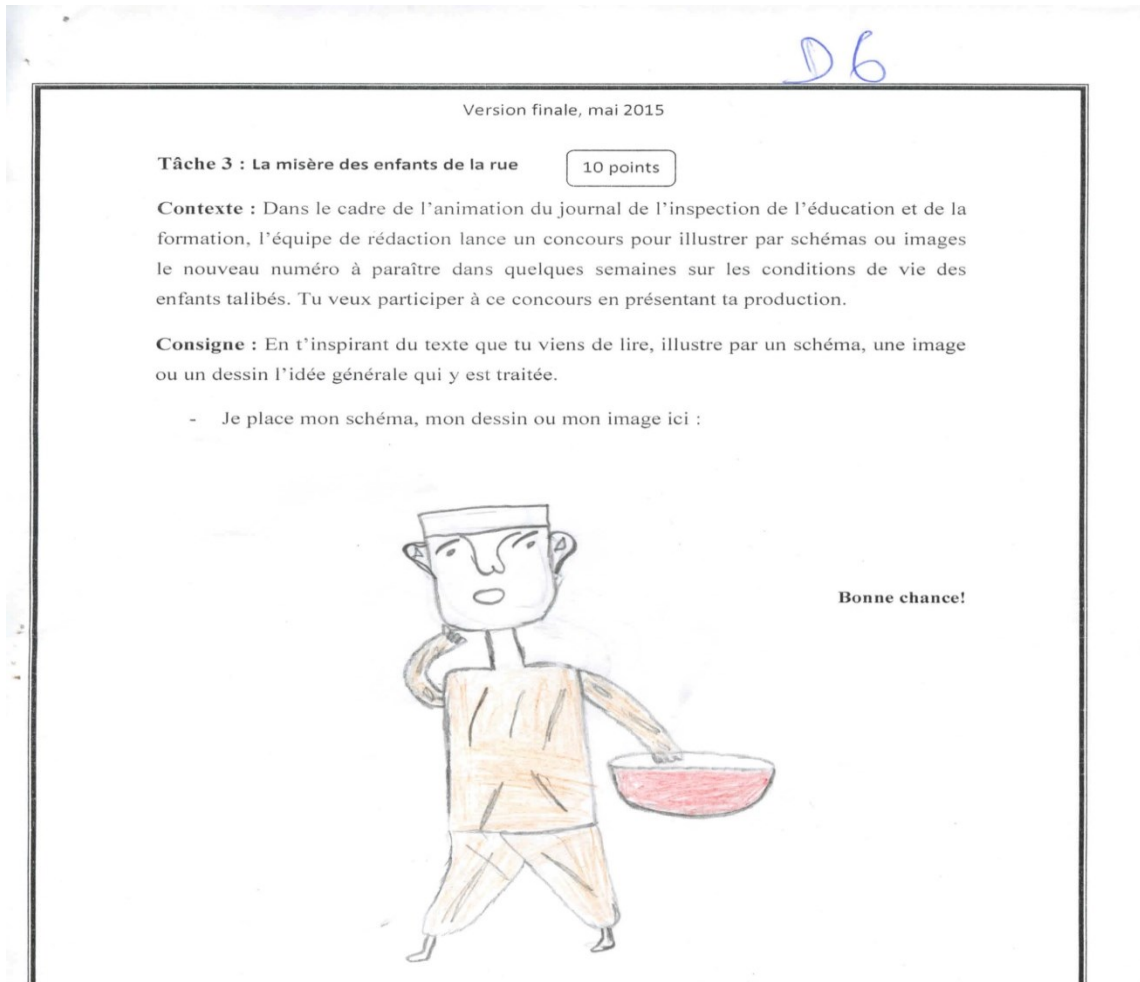 D6
Version finale, mai 2015
Tâche 3 : La misère des enfants de la rue
10 points
Contexte : Dans le cadre de l'animation du journal de l'inspection de l'éducation et de la
formation, l'équipe de rédaction lance un concours pour illustrer par schémas ou images
le nouveau numéro à paraître dans quelques semaines sur les conditions de vie des
enfants talibés. Tu veux participer à ce concours en présentant ta production.
Consigne : En t'inspirant du texte que tu viens de lire, illustre par un schéma, une image
ou un dessin l'idée générale qui y est traitée.
- Je place mon schéma, mon dessin ou mon image ici :
Bonne chance!